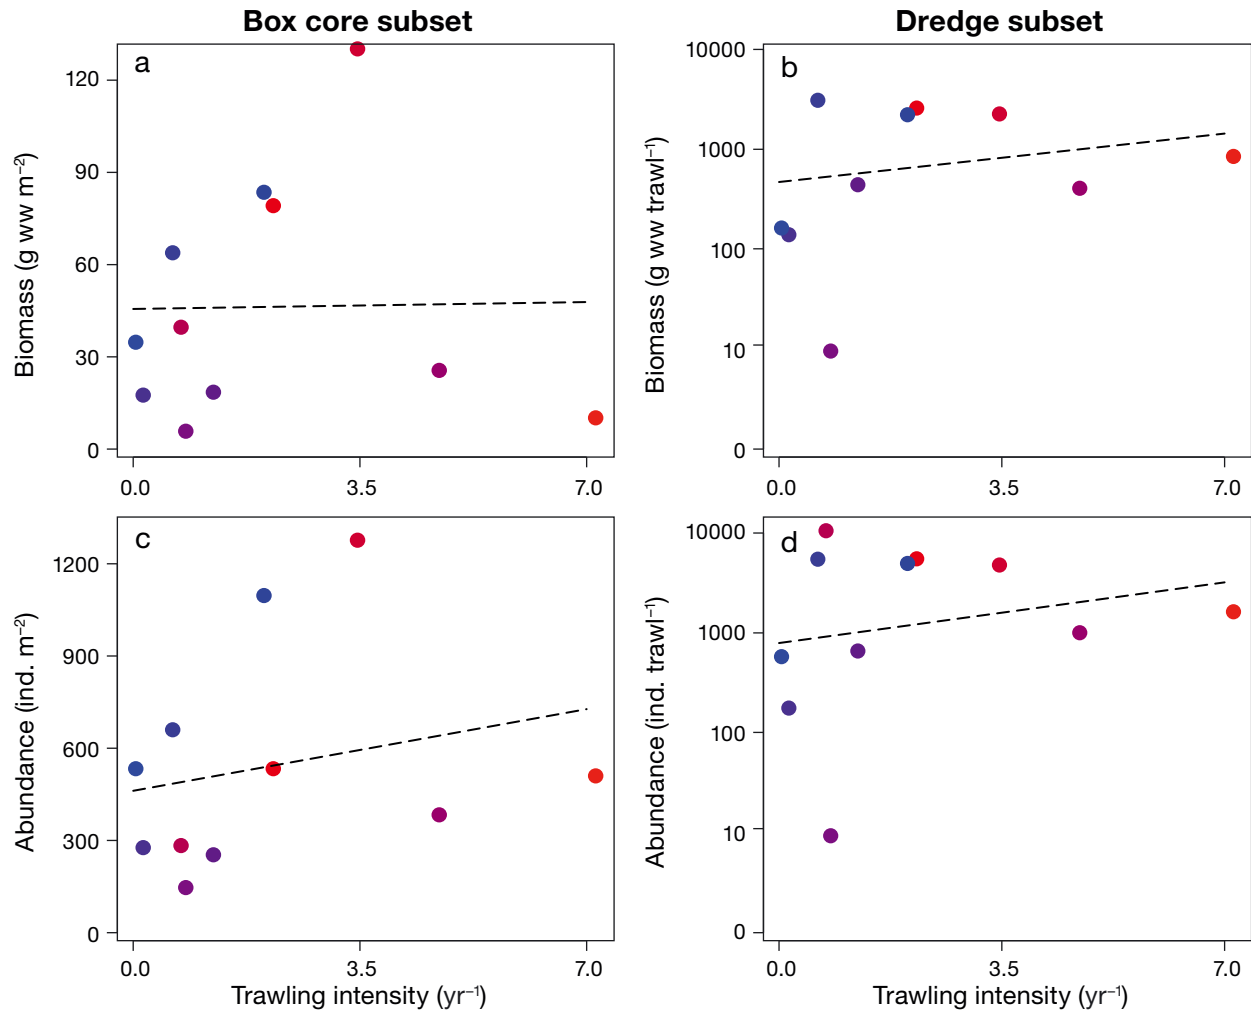 Box core subset
Dredge subset
a
120
90
60
30
0
Biomass (g ww m⁻²)
0.0 3.5 7.0
b
10000
1000
100
10
0
Biomass (g ww trawl⁻¹)
0.0 3.5 7.0
c
1200
900
600
300
0
Abundance (ind. m⁻²)
0.0 3.5 7.0
Trawling intensity (yr⁻¹)
d
10000
1000
100
10
0
Abundance (ind. trawl⁻¹)
0.0 3.5 7.0
Trawling intensity (yr⁻¹)